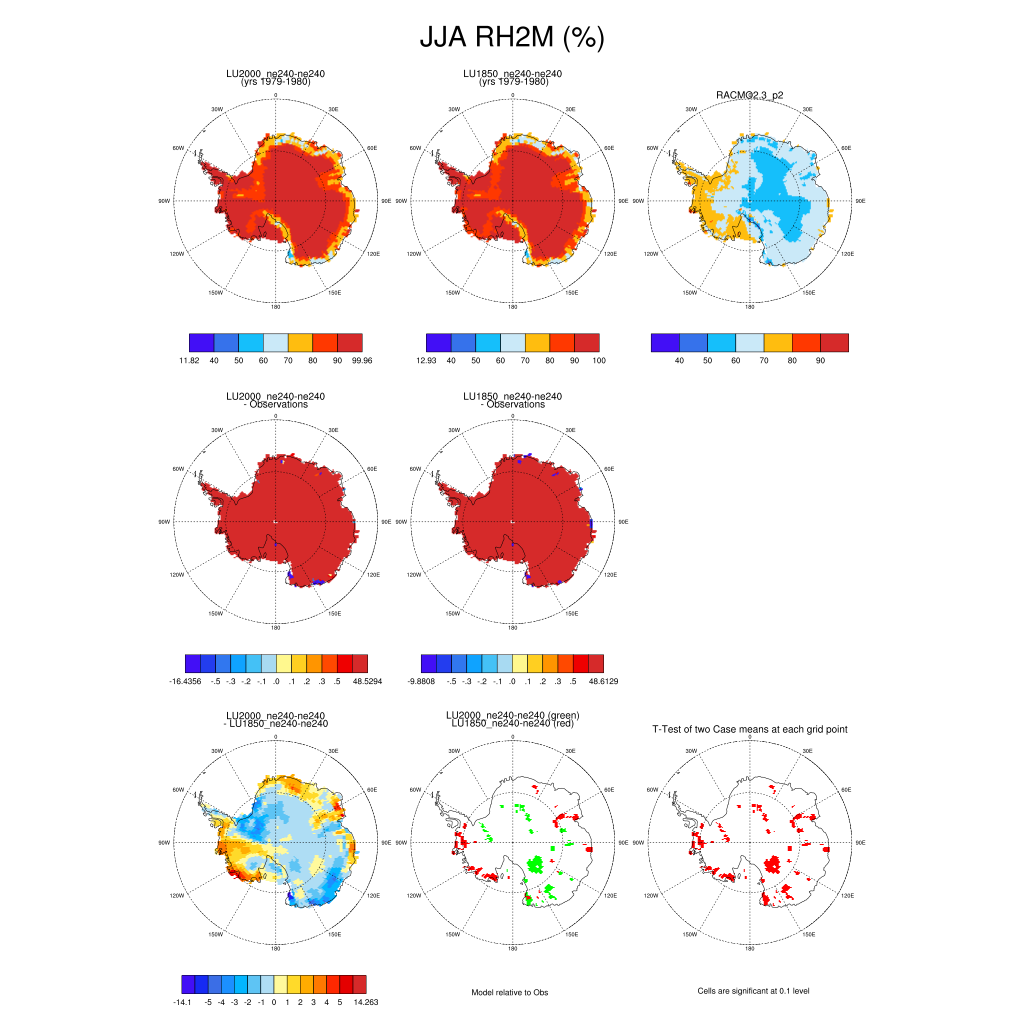 JJA RH2M (%)
LU2000_ne240-ne240
(yrs 1979-1980)
LU1850_ne240-ne240
(yrs 1979-1980)
RACMO2.3_p2
0
30W 30E
60W 60E
90W 90E
120W 120E
150W 150E
180
0
30W 30E
60W 60E
90W 90E
120W 120E
150W 150E
180
0
30W 30E
60W 60E
90W 90E
120W 120E
150W 150E
180
11.82 40 50 60 70 80 90 99.96
12.93 40 50 60 70 80 90 100
40 50 60 70 80 90
LU2000_ne240-ne240
- Observations
LU1850_ne240-ne240
- Observations
0
30W 30E
60W 60E
90W 90E
120W 120E
150W 150E
180
0
30W 30E
60W 60E
90W 90E
120W 120E
150W 150E
180
-16.4356 -.5 -.3 -.2 -.1 .0 .1 .2 .3 .5 48.5294
-9.8808 -.5 -.3 -.2 -.1 .0 .1 .2 .3 .5 48.6129
LU2000_ne240-ne240
- LU1850_ne240-ne240
LU2000_ne240-ne240 (green)
LU1850_ne240-ne240 (red)
T-Test of two Case means at each grid point
0
30W 30E
60W 60E
90W 90E
120W 120E
150W 150E
180
0
30W 30E
60W 60E
90W 90E
120W 120E
150W 150E
180
0
30W 30E
60W 60E
90W 90E
120W 120E
150W 150E
180
-14.1 -5 -4 -3 -2 -1 0 1 2 3 4 5 14.263
Model relative to Obs
Cells are significant at 0.1 level